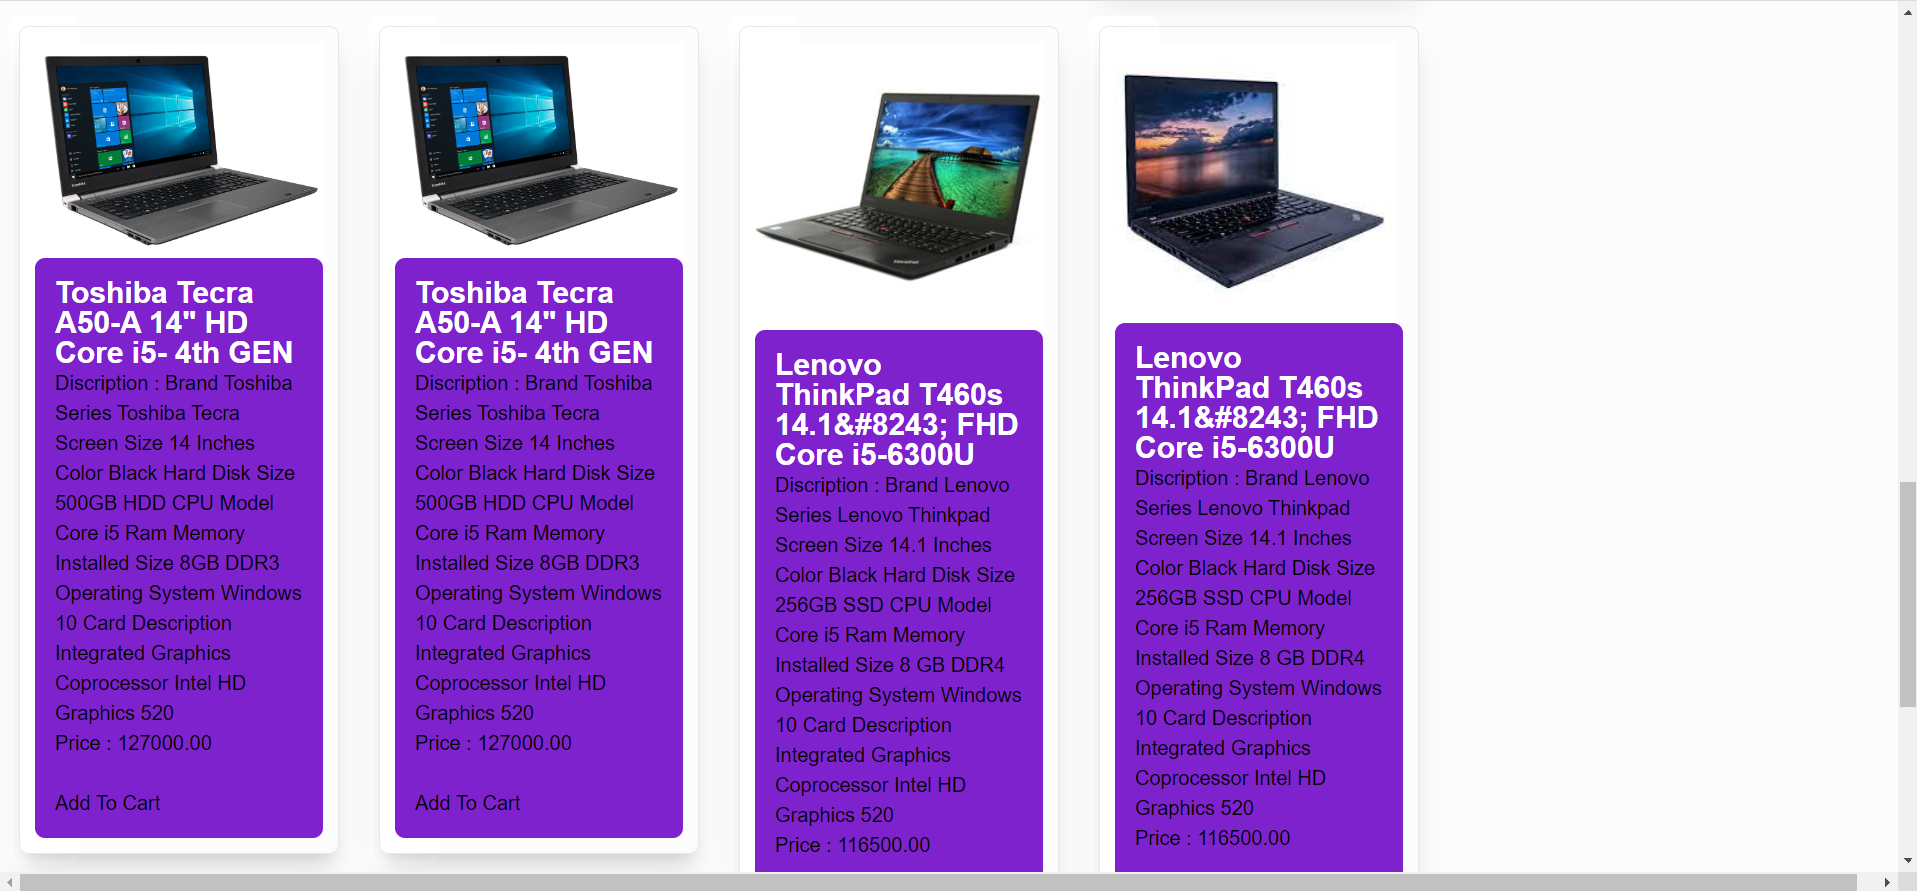 Toshiba Tecra
A50-A 14" HD
Core i5- 4th GEN
Discription : Brand Toshiba
Series Toshiba Tecra
Screen Size 14 Inches
Color Black Hard Disk Size
500GB HDD CPU Model
Core i5 Ram Memory
Installed Size 8GB DDR3
Operating System Windows
10 Card Description
Integrated Graphics
Coprocessor Intel HD
Graphics 520
Price : 127000.00
Add To Cart
Toshiba Tecra
A50-A 14" HD
Core i5- 4th GEN
Discription : Brand Toshiba
Series Toshiba Tecra
Screen Size 14 Inches
Color Black Hard Disk Size
500GB HDD CPU Model
Core i5 Ram Memory
Installed Size 8GB DDR3
Operating System Windows
10 Card Description
Integrated Graphics
Coprocessor Intel HD
Graphics 520
Price : 127000.00
Add To Cart
ThinkPad
Lenovo
ThinkPad T460s
14.1&#8243; FHD
Core i5-6300U
Discription : Brand Lenovo
Series Lenovo Thinkpad
Screen Size 14.1 Inches
Color Black Hard Disk Size
256GB SSD CPU Model
Core i5 Ram Memory
Installed Size 8 GB DDR4
Operating System Windows
10 Card Description
Integrated Graphics
Coprocessor Intel HD
Graphics 520
Price : 116500.00
Lenovo
ThinkPad T460s
14.1&#8243; FHD
Core i5-6300U
Discription : Brand Lenovo
Series Lenovo Thinkpad
Screen Size 14.1 Inches
Color Black Hard Disk Size
256GB SSD CPU Model
Core i5 Ram Memory
Installed Size 8 GB DDR4
Operating System Windows
10 Card Description
Integrated Graphics
Coprocessor Intel HD
Graphics 520
Price : 116500.00